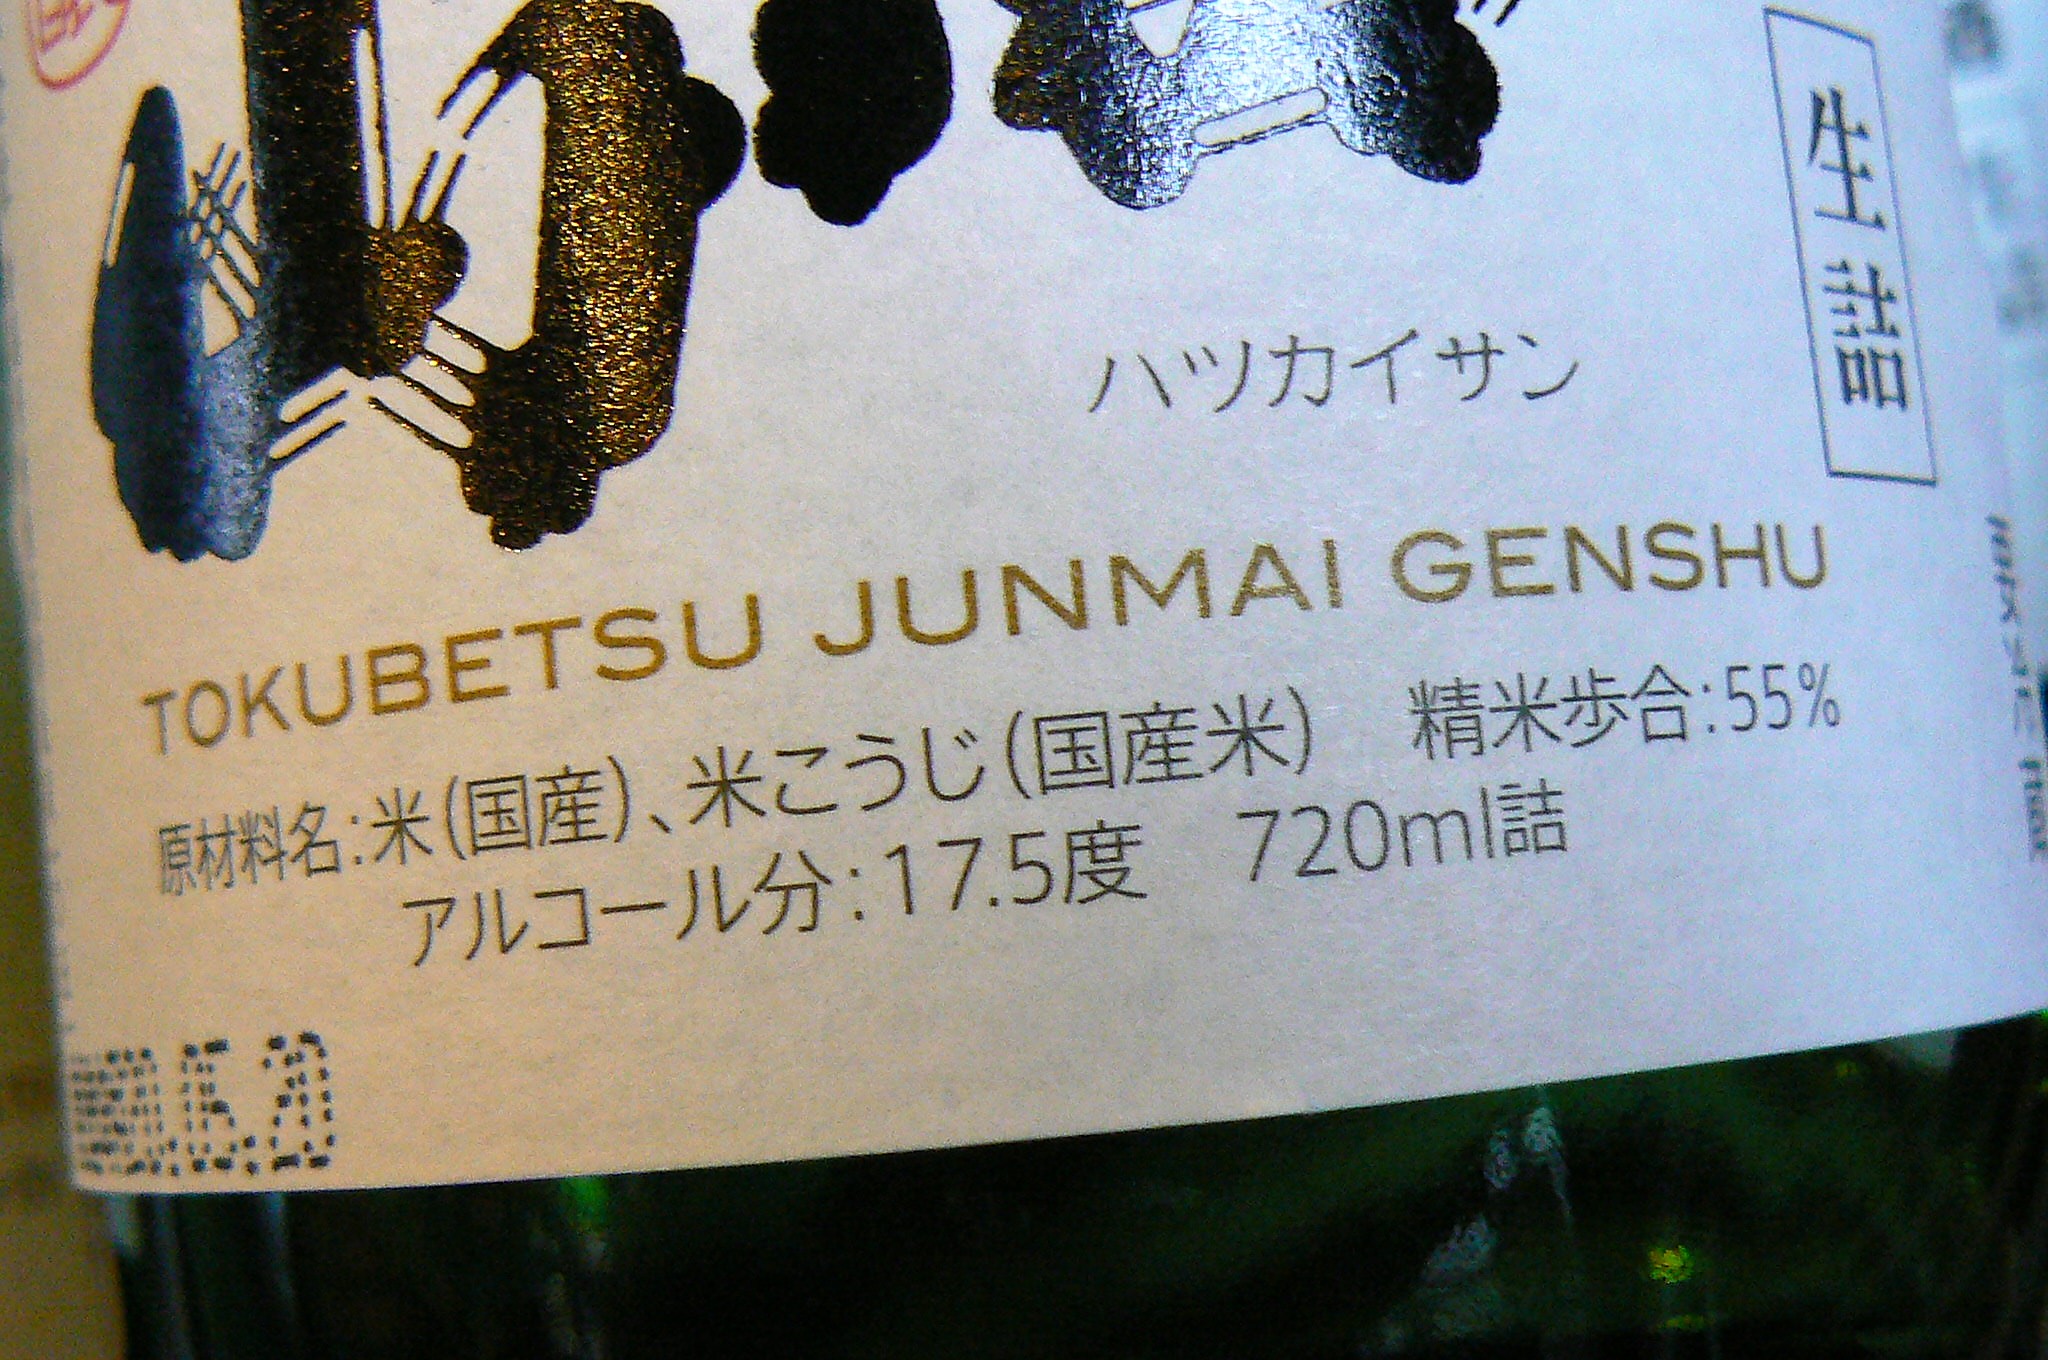 生詰
ハツカイサン
TOKUBETSU JUNMAI GENSHU
原材料名:米(国産)、米こうじ(国産米) 精米歩合:55%
アルコール分:17.5度 720ml詰